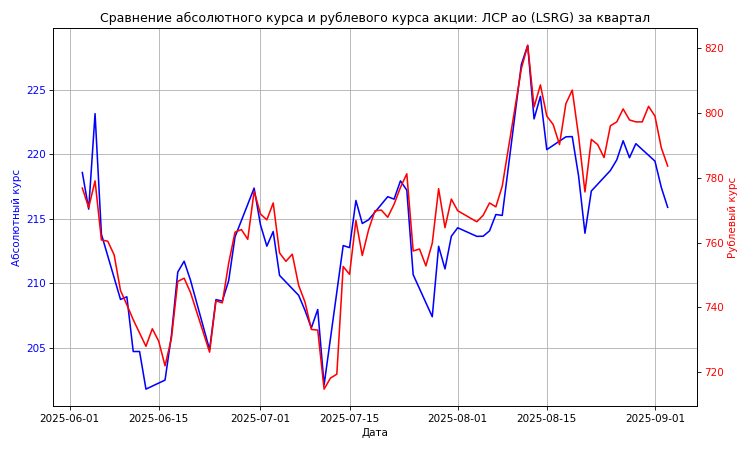 Сравнение абсолютного курса и рублевого курса акции: ЛСР ао (LSRG) за квартал
225
220
215
210
205
820
800
780
760
740
720
Абсолютный курс
Рублевый курс
2025-06-01 2025-06-15 2025-07-01 2025-07-15 2025-08-01 2025-08-15 2025-09-01
Дата